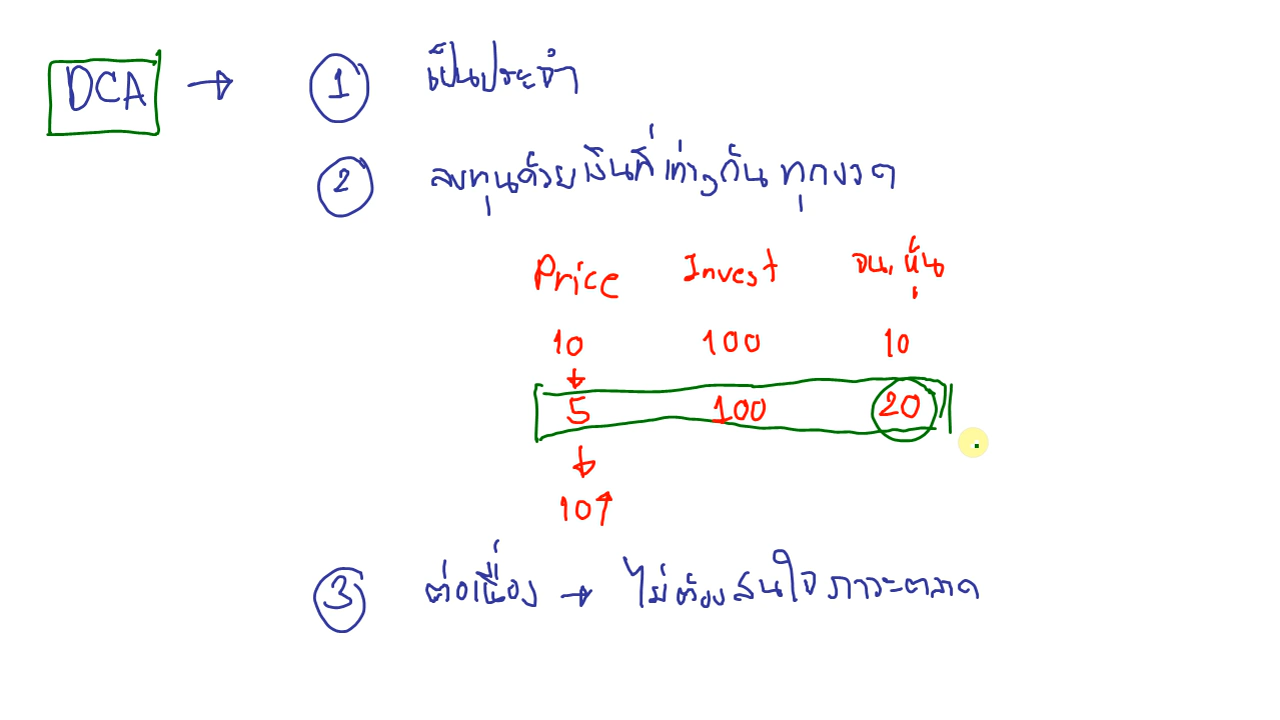 DCA → ① เป็นประจำ
② ลงทุนด้วยเงินที่เท่าๆกัน ทุกงวด
Price Invest จน.หุ้น
10 100 10
↓
5 100 20
↓
10↑
③ ต่อเนื่อง → ไม่ต้องสนใจภาวะตลาด